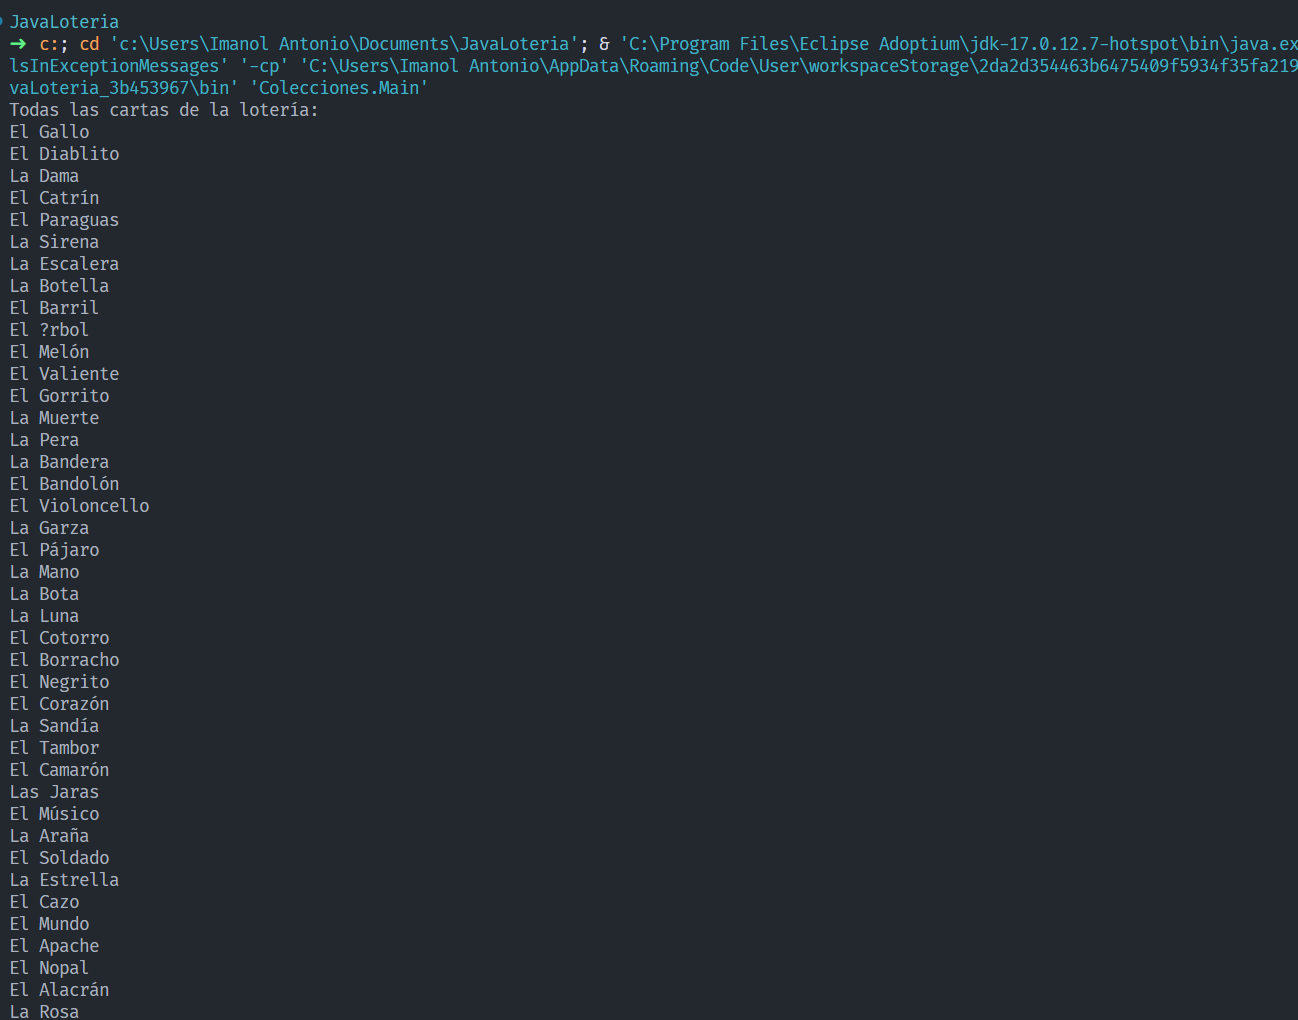 JavaLoteria
→ c:; cd 'c:\Users\Imanol Antonio\Documents\JavaLoteria'; & 'C:\Program Files\Eclipse Adoptium\jdk-17.0.12.7-hotspot\bin\java.ex
lsInExceptionMessages' '-cp' 'C:\Users\Imanol Antonio\AppData\Roaming\Code\User\workspaceStorage\2da2d354463b6475409f5934f35fa219
vaLoteria_3b453967\bin' 'Colecciones.Main'
Todas las cartas de la lotería:
El Gallo
El Diablito
La Dama
El Catrín
El Paraguas
La Sirena
La Escalera
La Botella
El Barril
El ?rbol
El Melón
El Valiente
El Gorrito
La Muerte
La Pera
La Bandera
El Bandolón
El Violoncello
La Garza
El Pájaro
La Mano
La Bota
La Luna
El Cotorro
El Borracho
El Negrito
El Corazón
La Sandía
El Tambor
El Camarón
Las Jaras
El Músico
La Araña
El Soldado
La Estrella
El Cazo
El Mundo
El Apache
El Nopal
El Alacrán
La Rosa